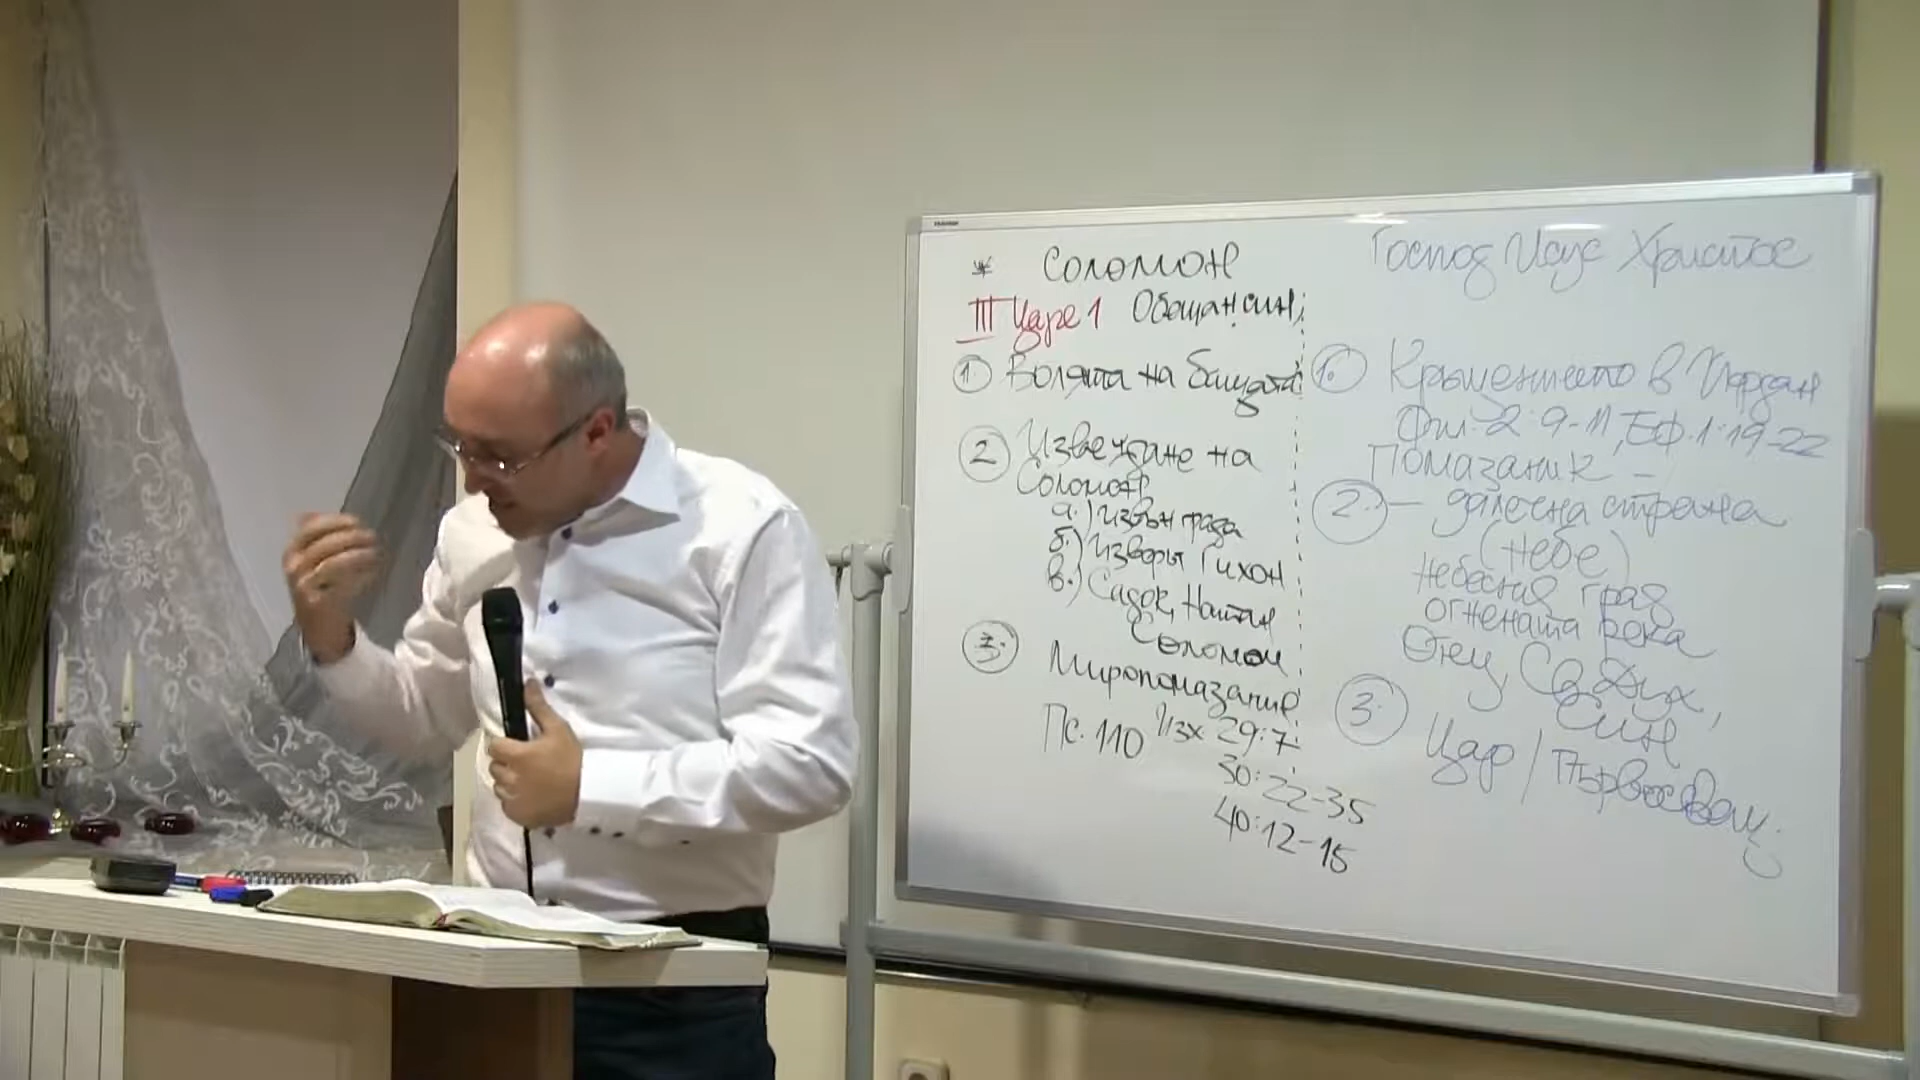 * Соломон
III Царе 1 Обещан син
1. Волята на бащата
2 Извеждане на
Соломон
а.) извън града
б.) Извора Гихон
в.) Садок, Натан
Соломон
3. Миропомазание
Пс. 110 Изх 29:7
30:22-35
40:12-15
Господ Исус Христос
1. Кръщението в Йордан
Фил. 2:9-11, Еф. 1:19-22
Помазаник -
2. - далечна страна
(небе)
небесния град
огнената река
Отец, Св. Дух,
Син
3. Цар / Първосвещ.